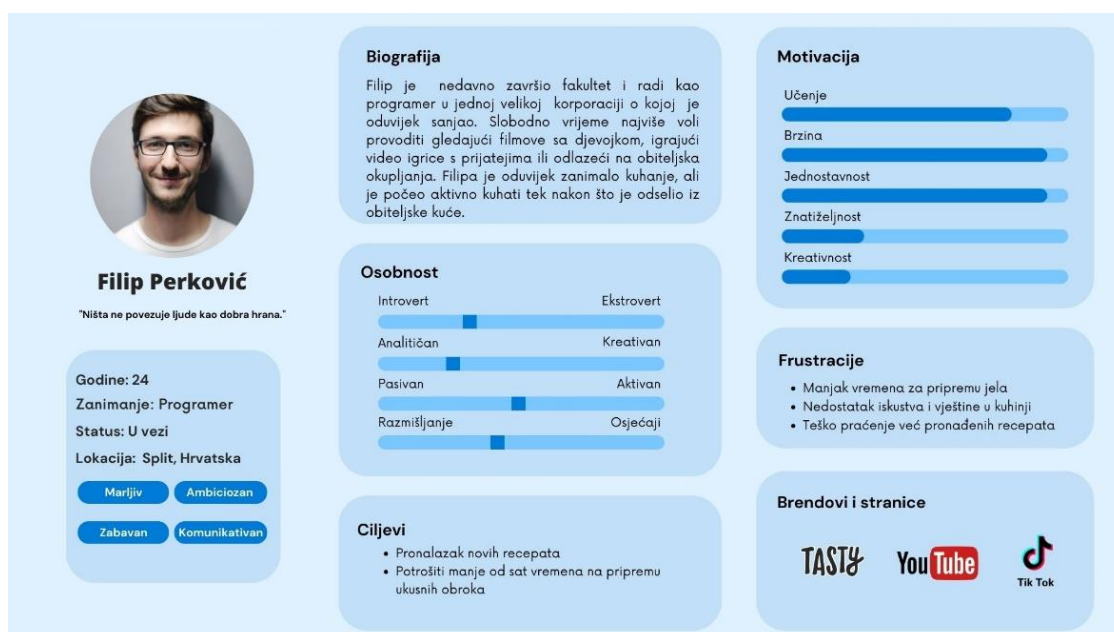 Filip Perković
"Ništa ne povezuje ljude kao dobra hrana."
Godine: 24
Zanimanje: Programer
Status: U vezi
Lokacija: Split, Hrvatska
Marljiv
Ambiciozan
Zabavan
Komunikativan
Biografija
Filip je nedavno završio fakultet i radi kao
programer u jednoj velikoj korporaciji o kojoj je
oduvijek sanjao. Slobodno vrijeme najviše voli
provoditi gledajući filmove sa djevojkom, igrajući
video igrice s prijatejima ili odlazeći na obiteljska
okupljanja. Filipa je oduvijek zanimalo kuhanje, ali
je počeo aktivno kuhati tek nakon što je odselio iz
obiteljske kuće.
Osobnost
Introvert Ekstrovert
Analitičan Kreativan
Pasivan Aktivan
Razmišljanje Osjećaji
Ciljevi
• Pronalazak novih recepata
• Potrošiti manje od sat vremena na pripremu
ukusnih obroka
Motivacija
Učenje
Brzina
Jednostavnost
Znatiželjnost
Kreativnost
Frustracije
• Manjak vremena za pripremu jela
• Nedostatak iskustva i vještine u kuhinji
• Teško praćenje već pronađenih recepata
Brendovi i stranice
TASTY
YouTube
Tik Tok